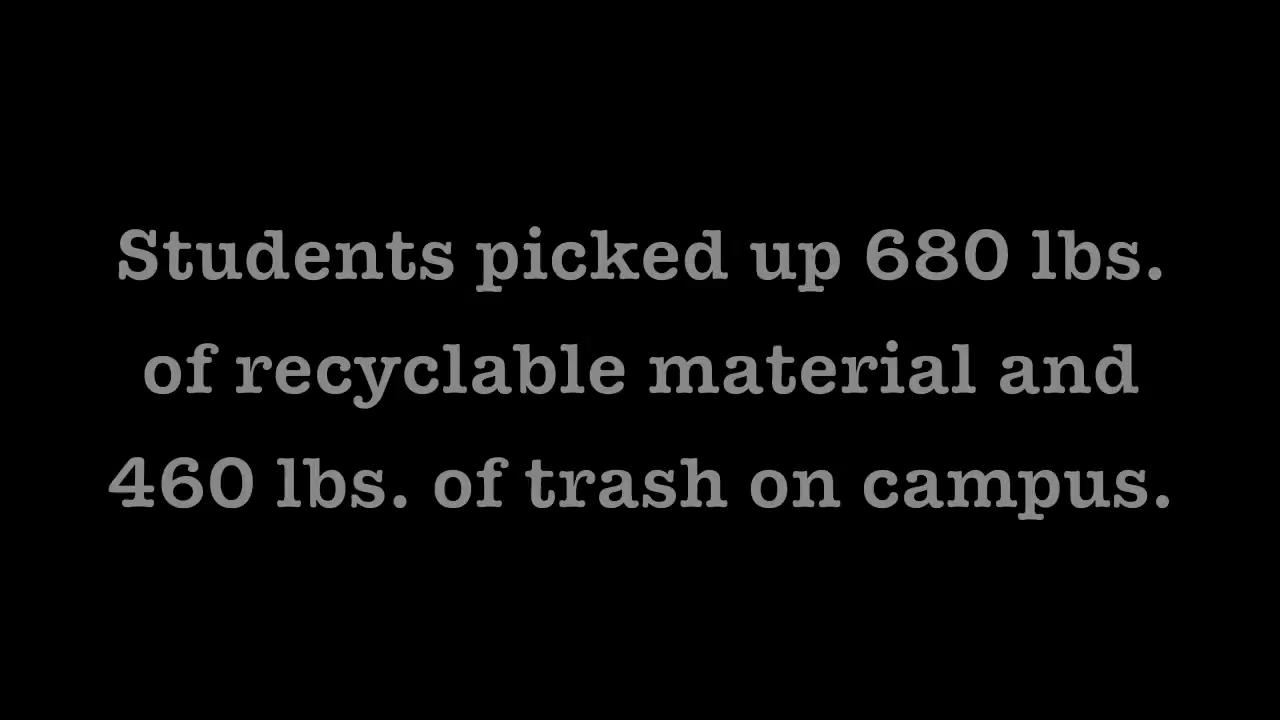 Students picked up 680 lbs.
of recyclable material and
460 lbs. of trash on campus.